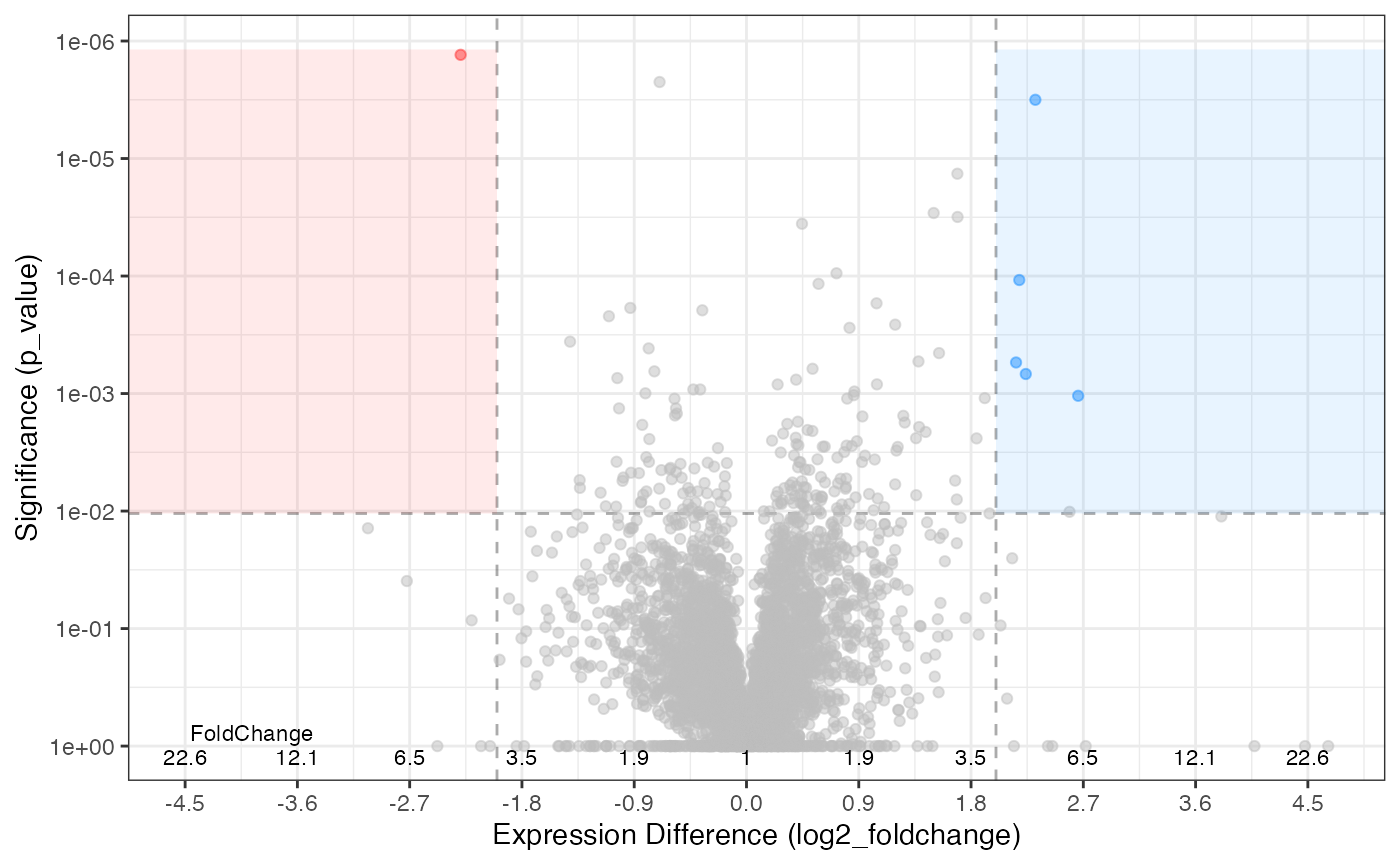 1e-06
1e-05
1e-04
1e-03
1e-02
1e-01
1e+00
Significance (p_value)
FoldChange
22.6 12.1 6.5 3.5 1.9 1 1.9 3.5 6.5 12.1 22.6
-4.5 -3.6 -2.7 -1.8 -0.9 0.0 0.9 1.8 2.7 3.6 4.5
Expression Difference (log2_foldchange)